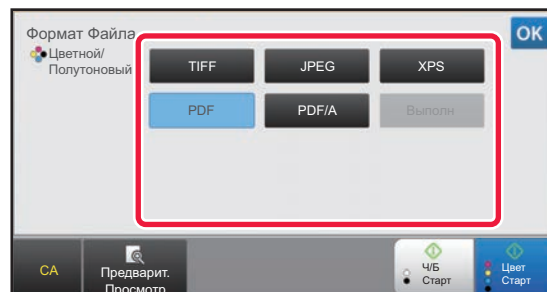 Формат Файла
OK
Цветной/
Полутоновый
TIFF
JPEG
XPS
PDF
PDF/A
Выполн
CA
Предварит.
Просмотр
Ч/Б
Старт
Цвет
Старт